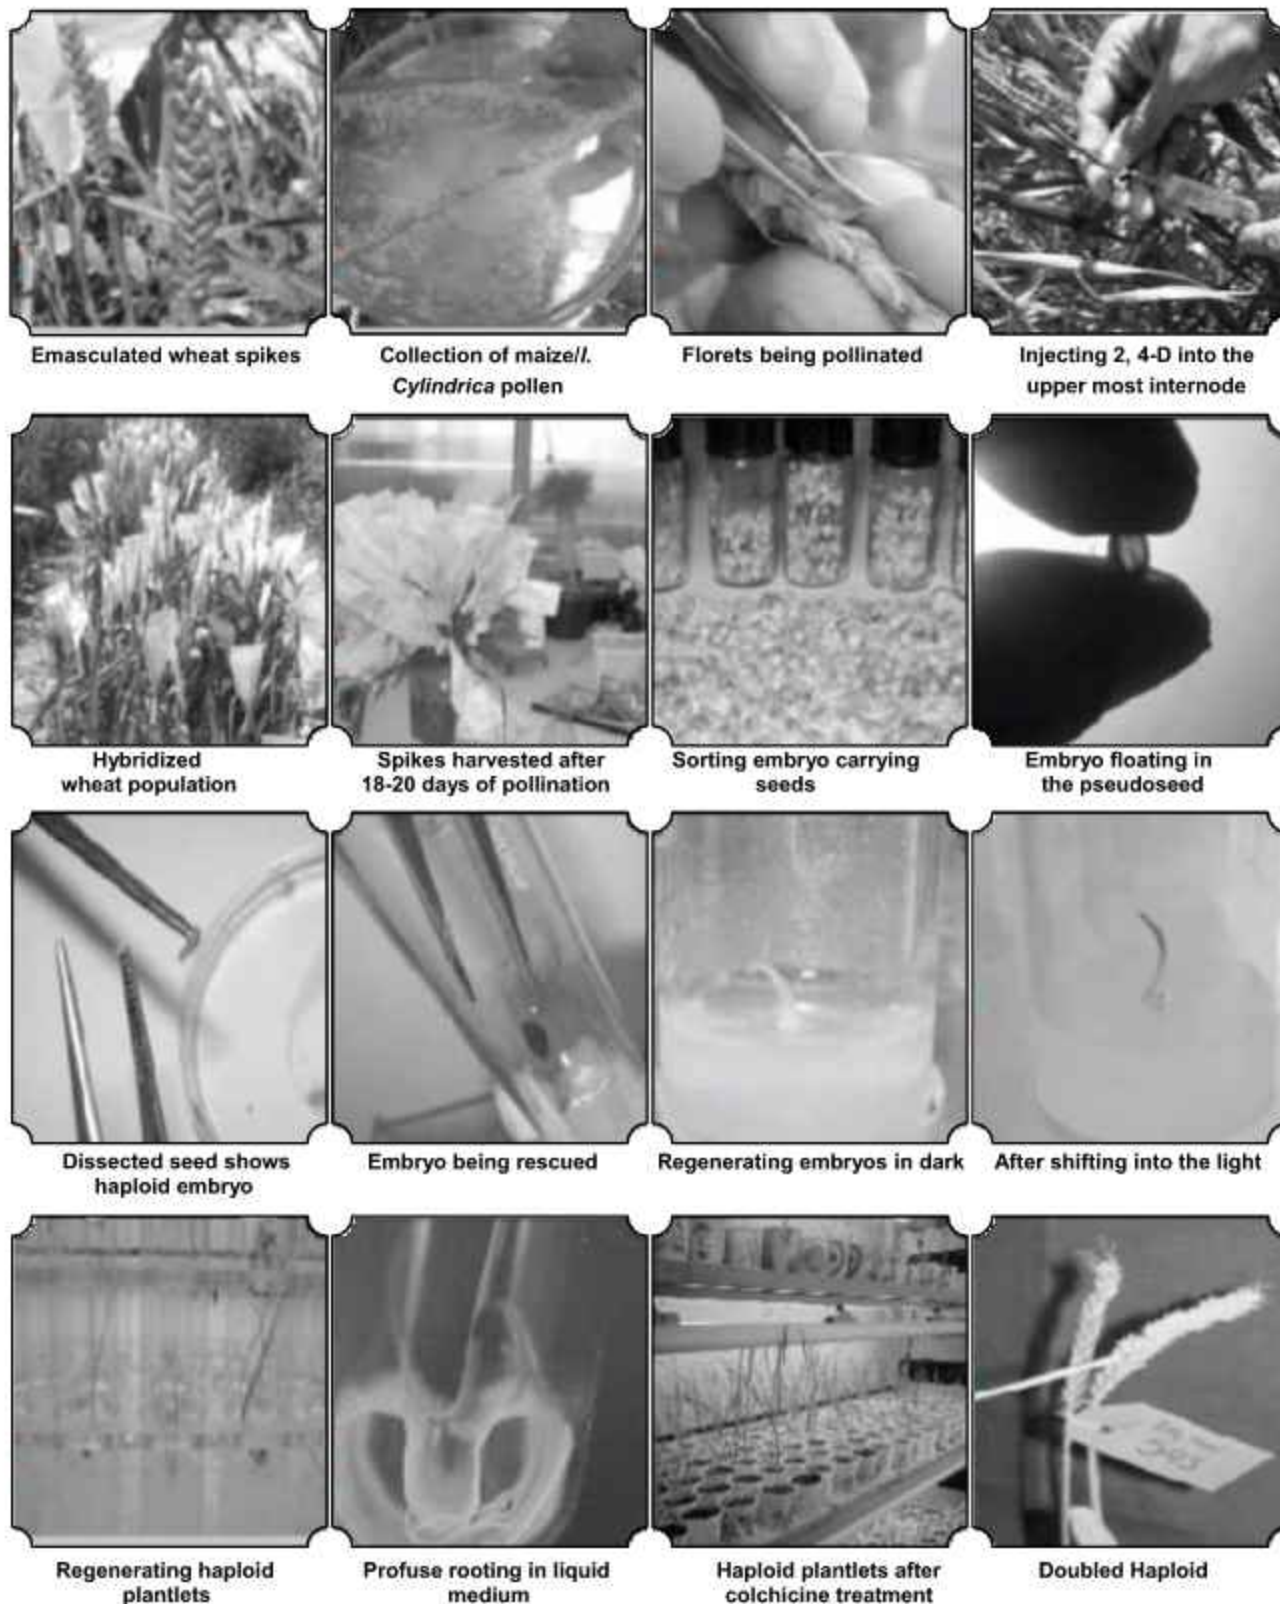 Emasculated wheat spikes
Collection of maize/I.
Cylindrica pollen
Florets being pollinated
Injecting 2, 4-D into the
upper most internode
Hybridized
wheat population
Spikes harvested after
18-20 days of pollination
Sorting embryo carrying
seeds
Embryo floating in
the pseudoseed
Dissected seed shows
haploid embryo
Embryo being rescued
Regenerating embryos in dark
After shifting into the light
Regenerating haploid
plantlets
Profuse rooting in liquid
medium
Haploid plantlets after
colchicine treatment
Doubled Haploid